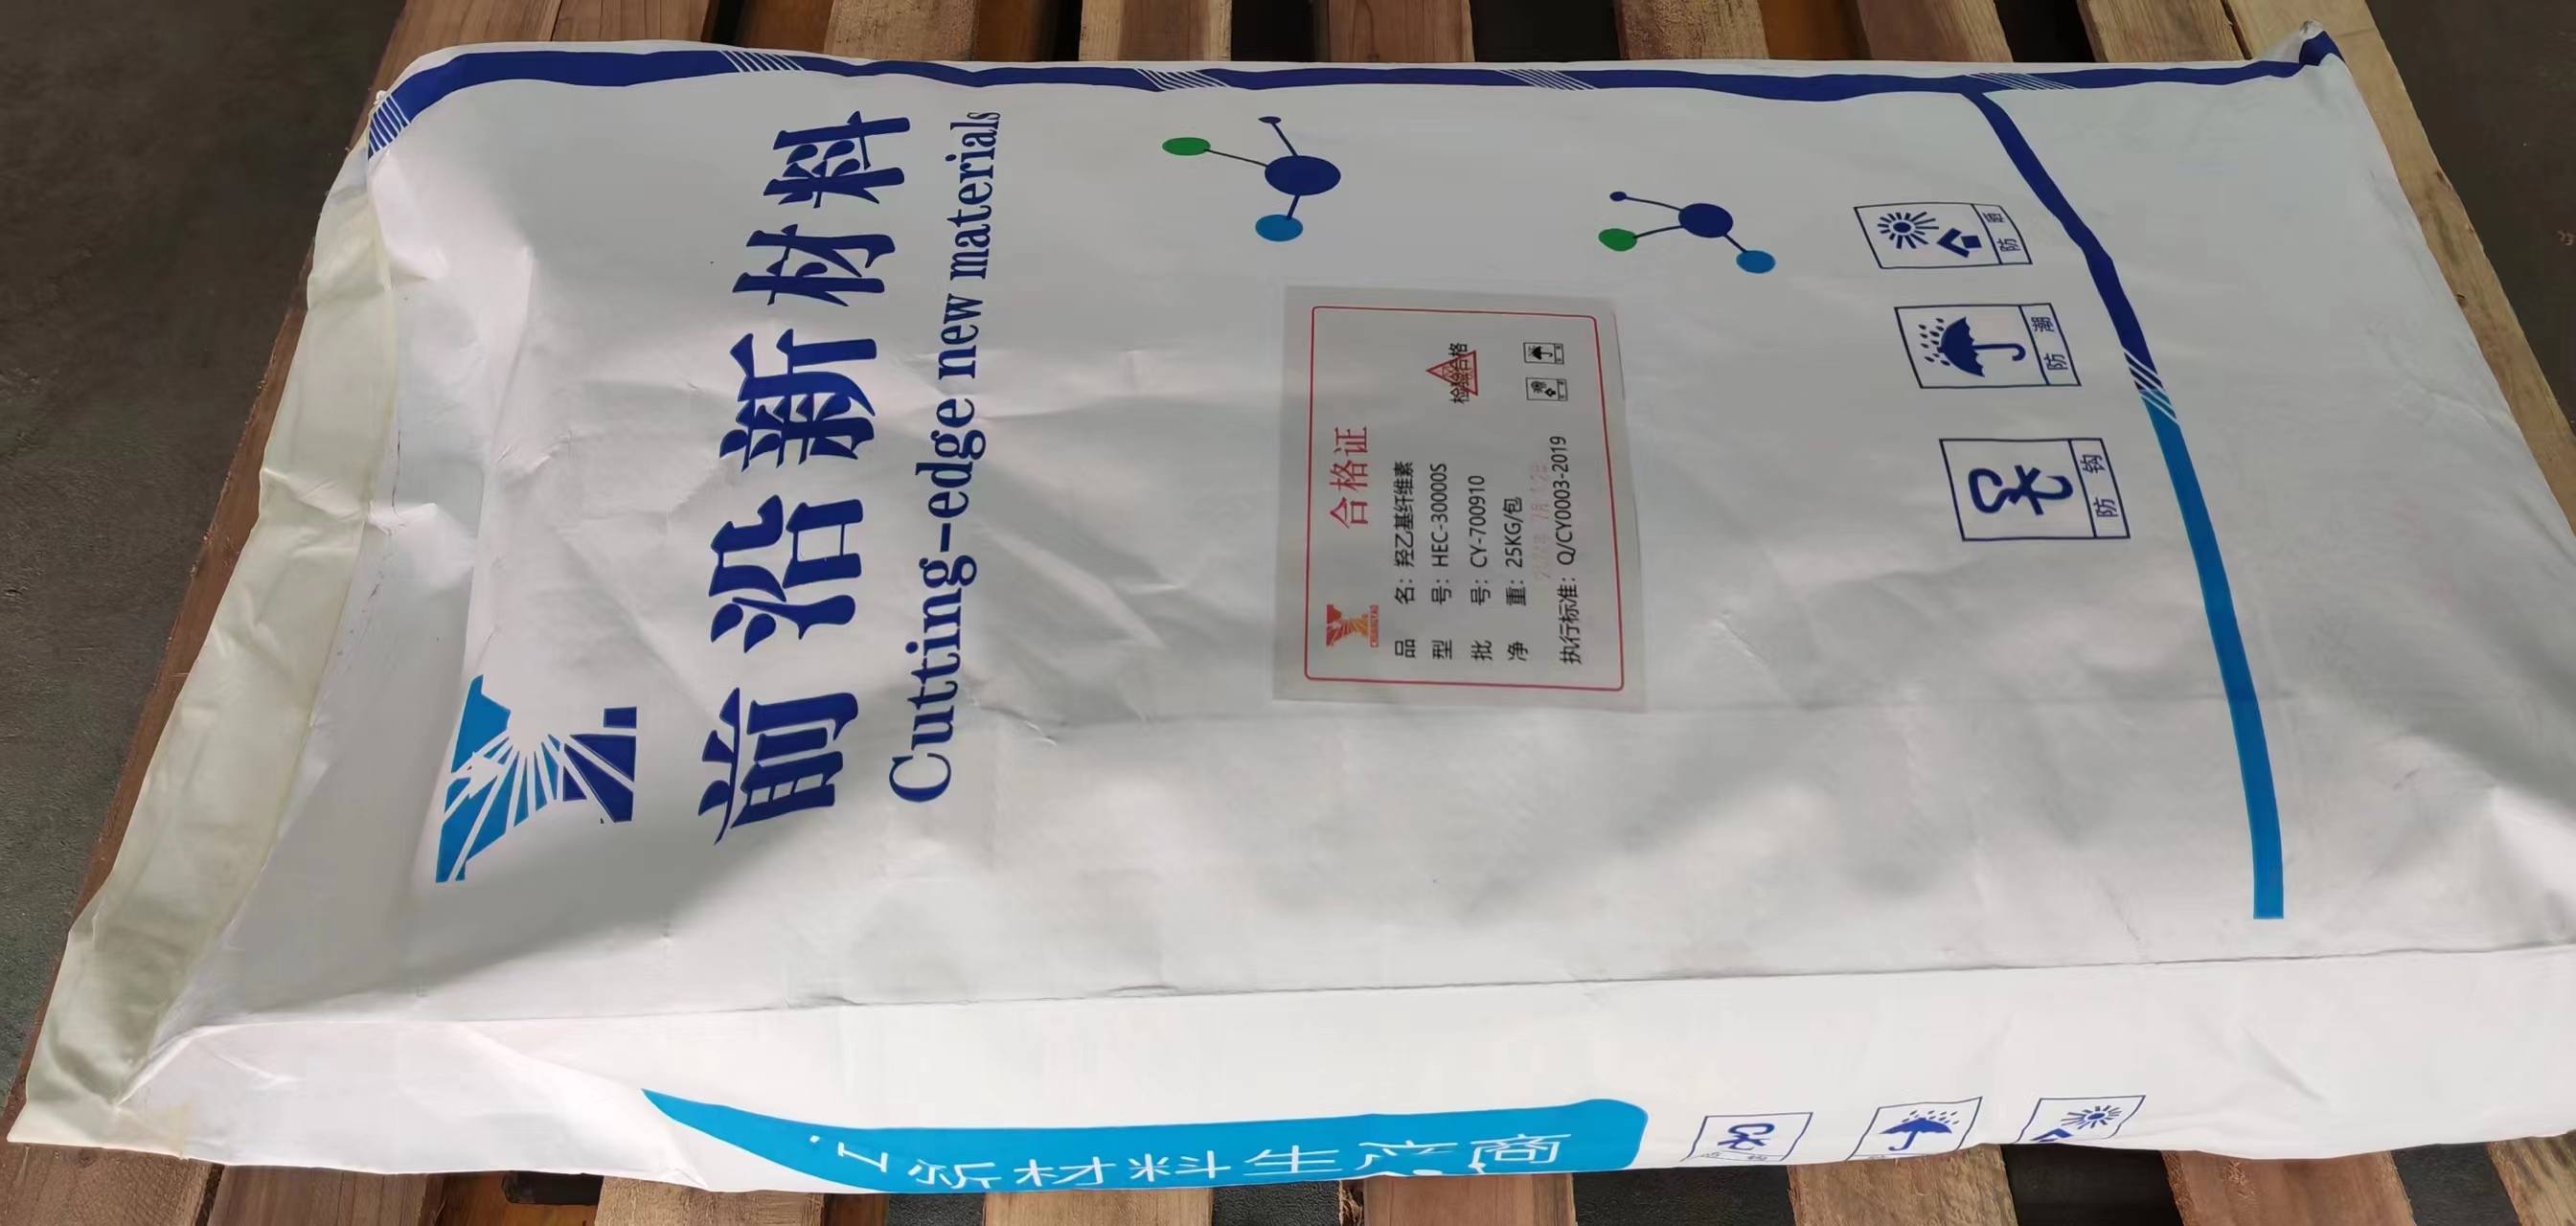 前沿新材料
Cutting-edge new materials
CHUANGYAO
合格证
品 名：羟乙基纤维素
型 号：HEC-30000S
批 号：CY-700910
净 重：25KG/包
执行标准：Q/CY0003-2019
检验合格
防 钩
防 潮
防 晒